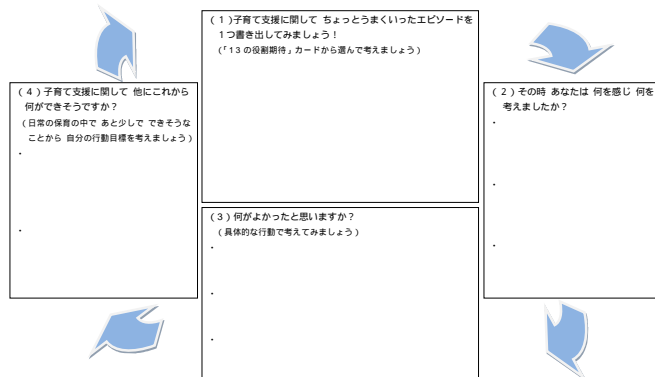 (1)子育て支援に関して ちょっとうまくいったエピソードを
1つ書き出してみましょう!
(「13の役割期待」カードから選んで考えましょう)
(2)その時 あなたは 何を感じ 何を
考えましたか?
・
・
・
(3)何がよかったと思いますか?
(具体的な行動で考えてみましょう)
・
・
・
(4)子育て支援に関して 他にこれから
何ができそうですか?
(日常の保育の中で あと少しで できそうな
ことから 自分の行動目標を考えましょう)
・
・